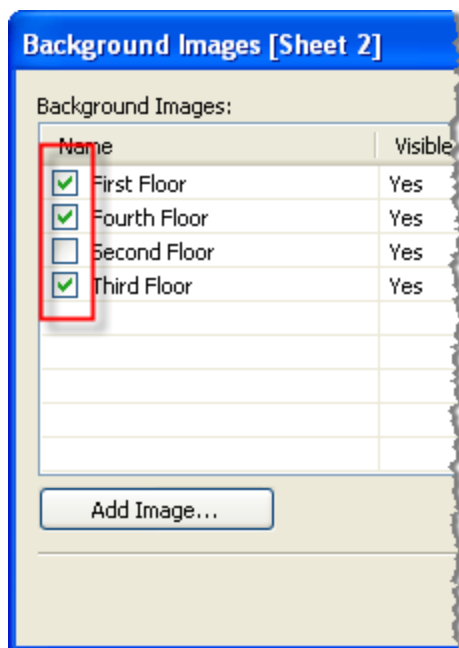 Background Images [Sheet 2]
Background Images:
Name Visible
First Floor Yes
Fourth Floor Yes
Second Floor Yes
Third Floor Yes
Add Image...